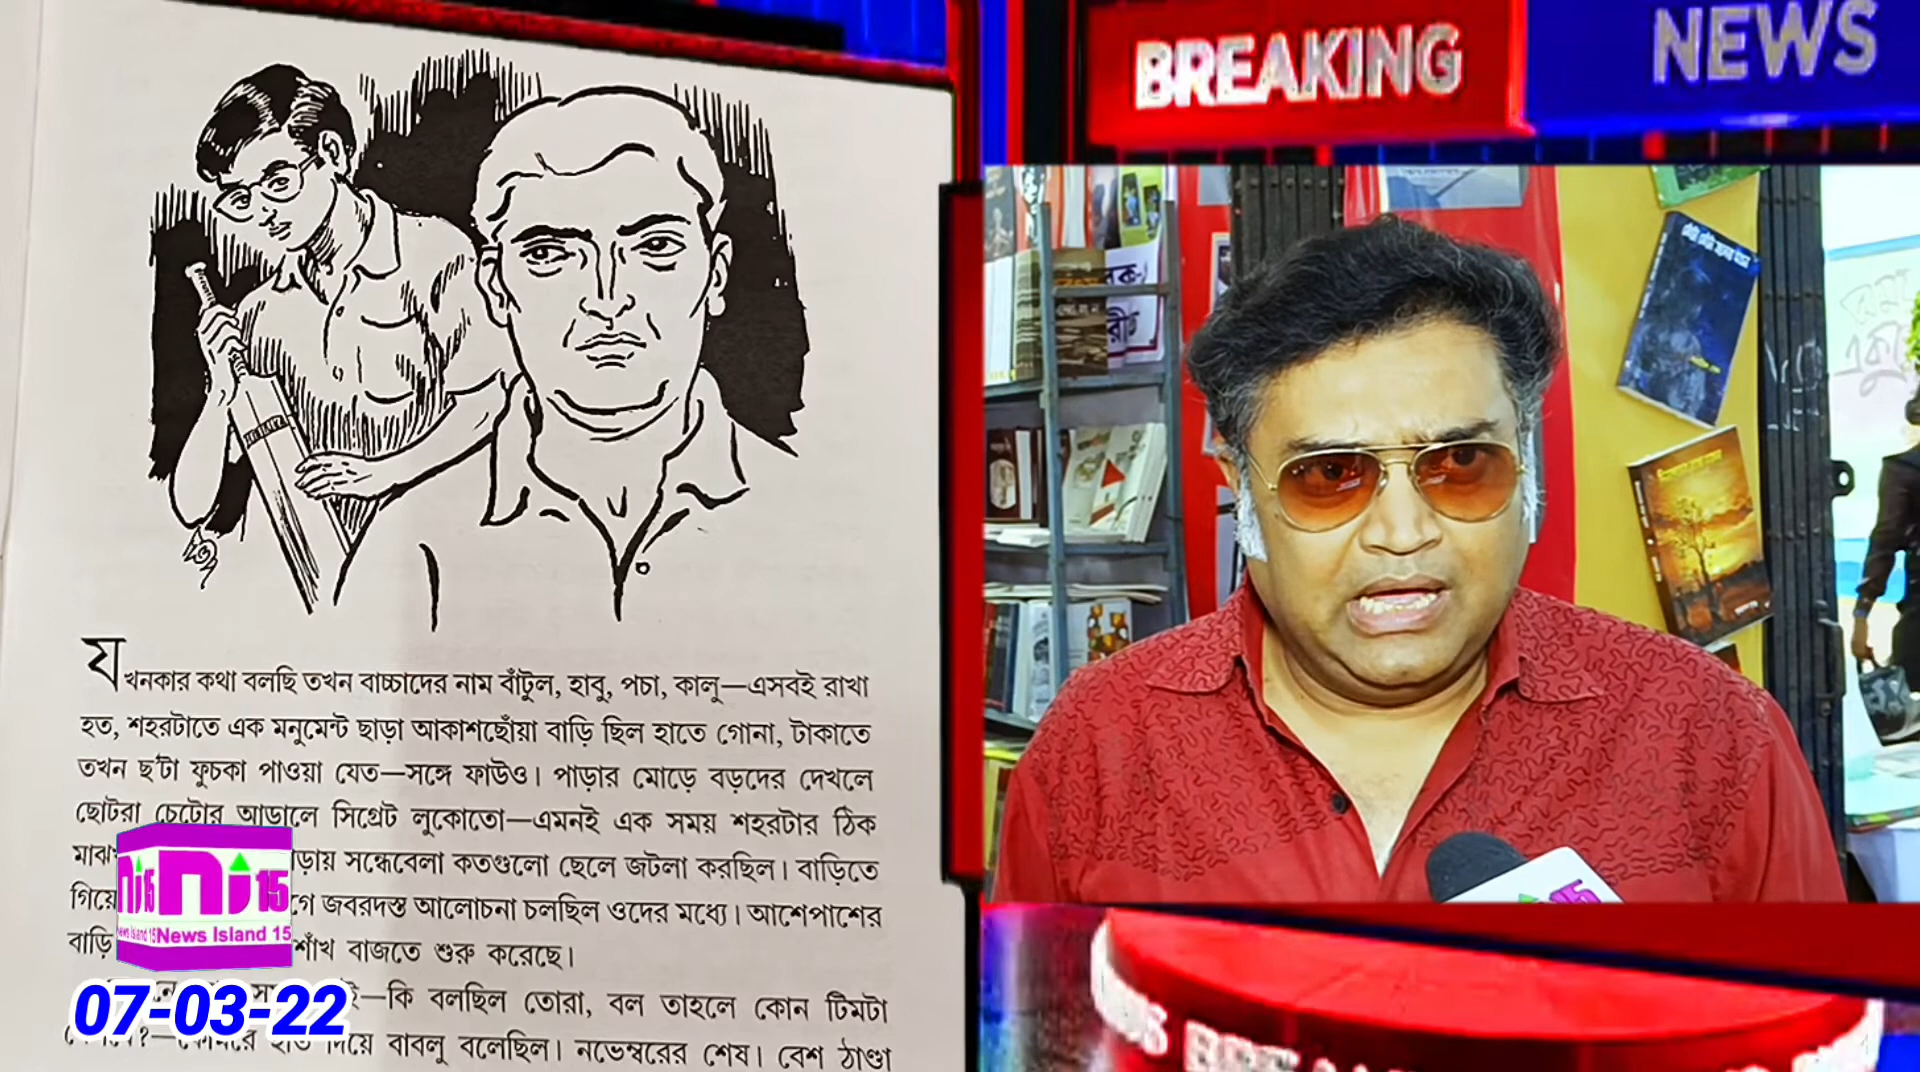 যখনকার কথা বলছি তখন বাচ্চাদের নাম বাঁটুল, হাবু, পচা, কালু—এসবই রাখা
হত, শহরটাতে এক মনুমেন্ট ছাড়া আকাশছোঁয়া বাড়ি ছিল হাতে গোনা, টাকাতে
তখন ছ'টা ফুচকা পাওয়া যেত—সঙ্গে ফাউও। পাড়ার মোড়ে বড়দের দেখলে
ছোটরা চেটোর আড়ালে সিগ্রেট লুকোতো—এমনই এক সময় শহরটার ঠিক
সন্ধেবেলা কতগুলো ছেলে জটলা করছিল। বাড়িতে
গিয়ে জবরদস্ত আলোচনা চলছিল ওদের মধ্যে। আশেপাশের
বাড়ি শাঁখ বাজতে শুরু করেছে।
—কি বলছিল তোরা, বল তাহলে কোন টিমটা
দিয়ে বাবলু বলেছিল। নভেম্বরের শেষ। বেশ ঠাণ্ডা
ni15
News Island 15
07-03-22
BREAKING
NEWS